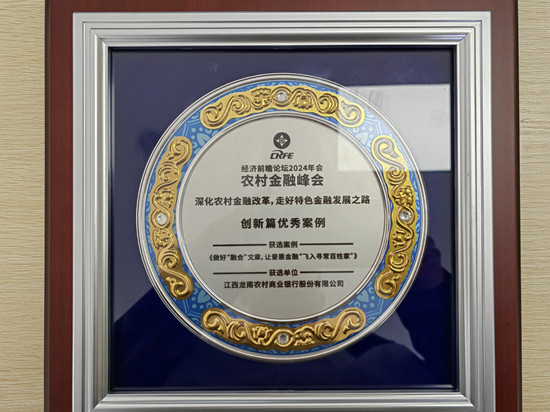 CRFE
经济前瞻论坛2024年会
农村金融峰会
深化农村金融改革,走好特色金融发展之路
创新篇优秀案例
获选案例
《做好“融合”文章,让普惠金融“飞入寻常百姓家”》
获选单位
江西龙南农村商业银行股份有限公司